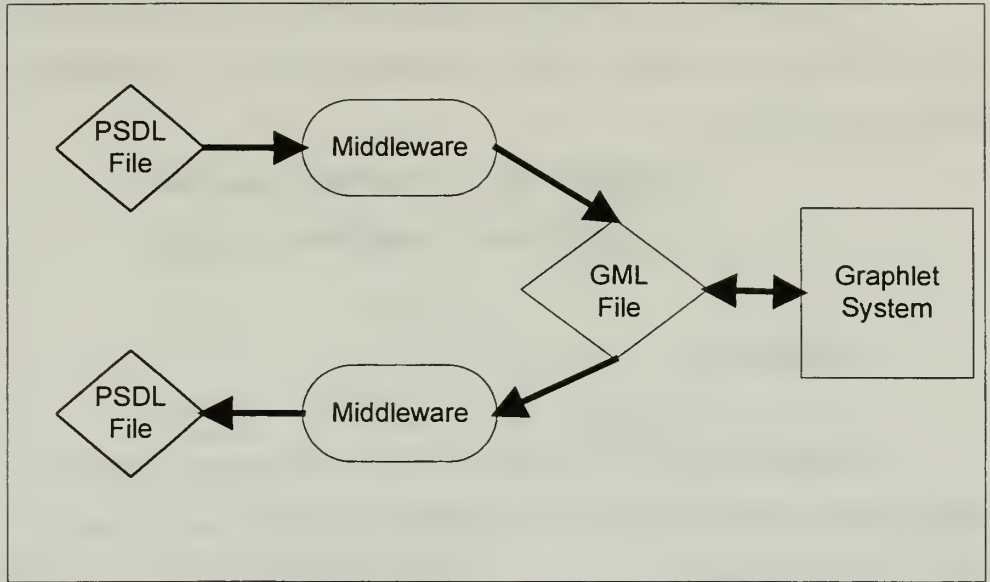 PSDL
File
Middleware
GML
File
Graphlet
System
PSDL
File
Middleware